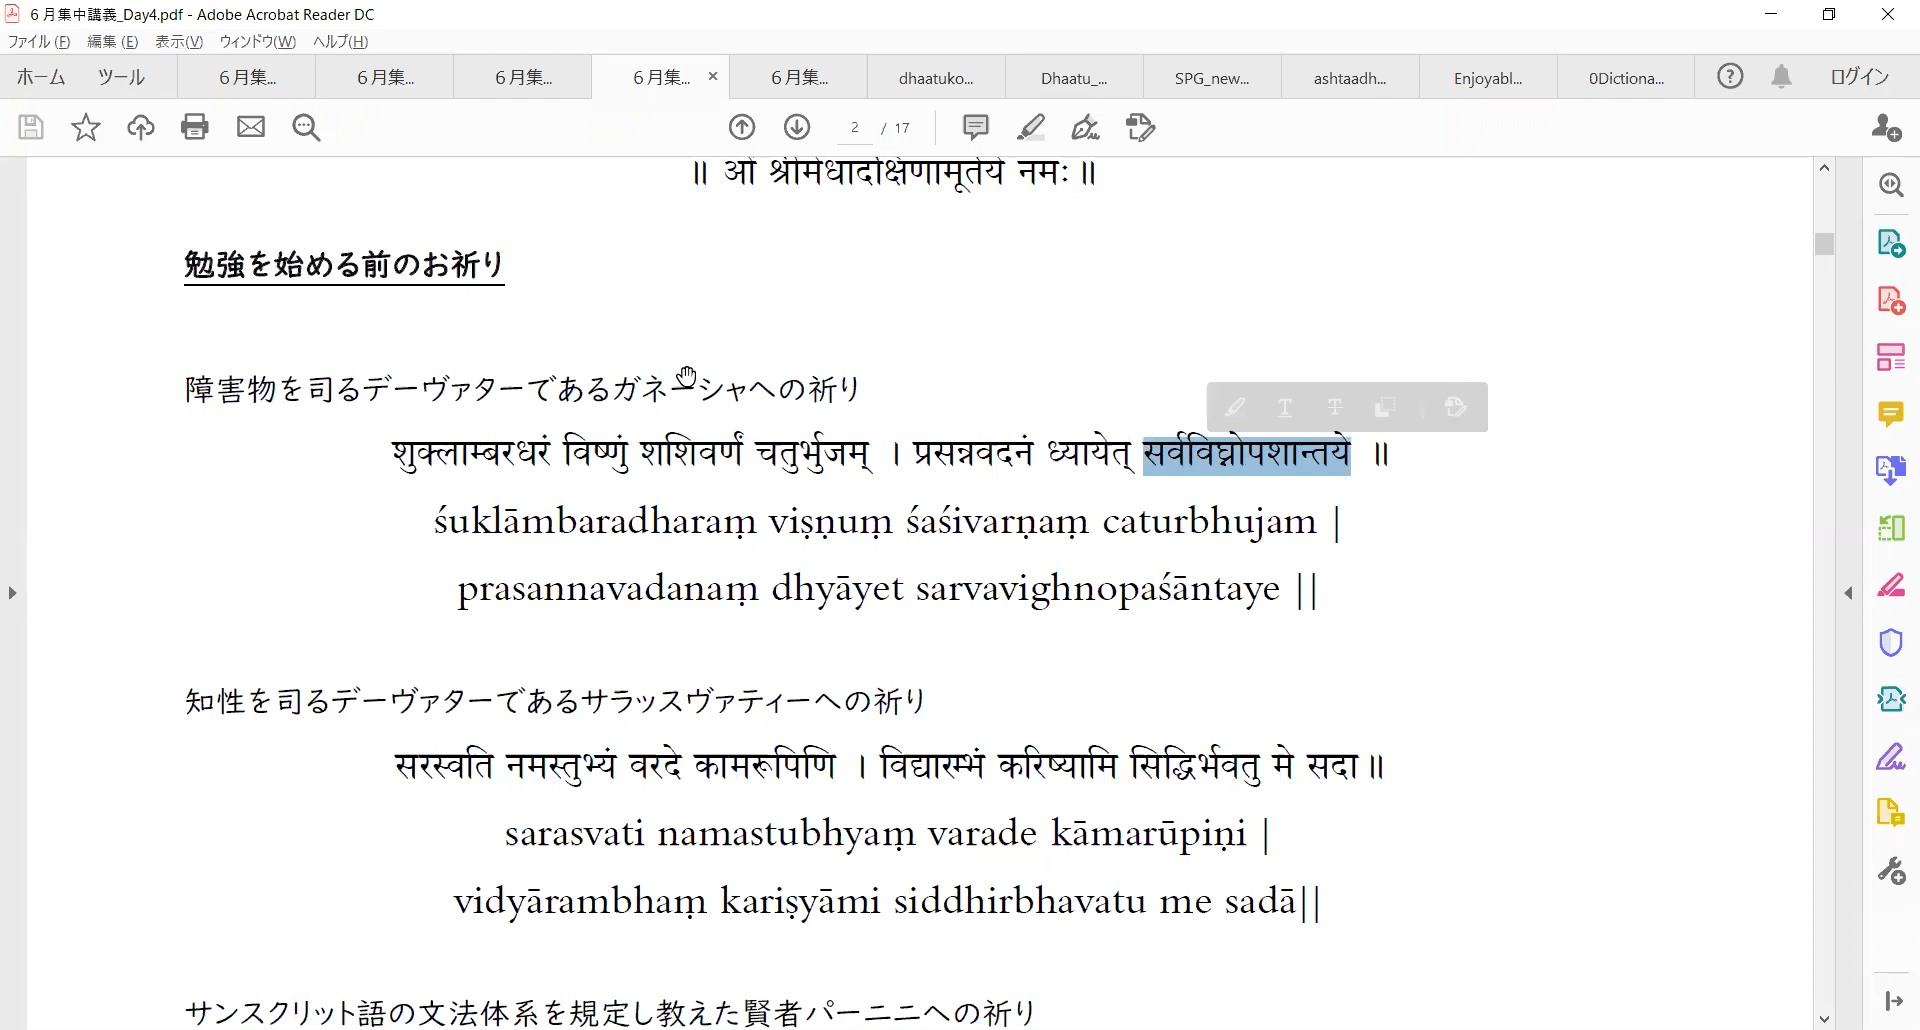 6月集中講義_Day4.pdf - Adobe Acrobat Reader DC
ファイル(F) 編集(E) 表示(V) ウィンドウ(W) ヘルプ(H)
ホーム ツール 6月集... 6月集... 6月集... 6月集... × 6月集... dhaatuko... Dhaatu_... SPG_new... ashtaadh... Enjoyabl... 0Dictiona... ログイン
2 / 17
॥ ओं श्रीमेधादक्षिणामूर्तये नमः ॥
勉強を始める前のお祈り
障害物を司るデーヴァターであるガネーシャへの祈り
शुक्लाम्बरधरं विष्णुं शशिवर्णं चतुर्भुजम् । प्रसन्नवदनं ध्यायेत् सर्वविघ्नोपशान्तये ॥
śuklāmbaradharaṃ viṣṇuṃ śaśivarṇaṃ caturbhujam |
prasannavadanaṃ dhyāyet sarvavighnopaśāntaye ||
知性を司るデーヴァターであるサラッスヴァティーへの祈り
सरस्वति नमस्तुभ्यं वरदे कामरूपिणि । विद्यारम्भं करिष्यामि सिद्धिर्भवतु मे सदा॥
sarasvati namastubhyaṃ varade kāmarūpiṇi |
vidyārambhaṃ kariṣyāmi siddhirbhavatu me sadā||
サンスクリット語の文法体系を規定し教えた賢者パーニニへの祈り